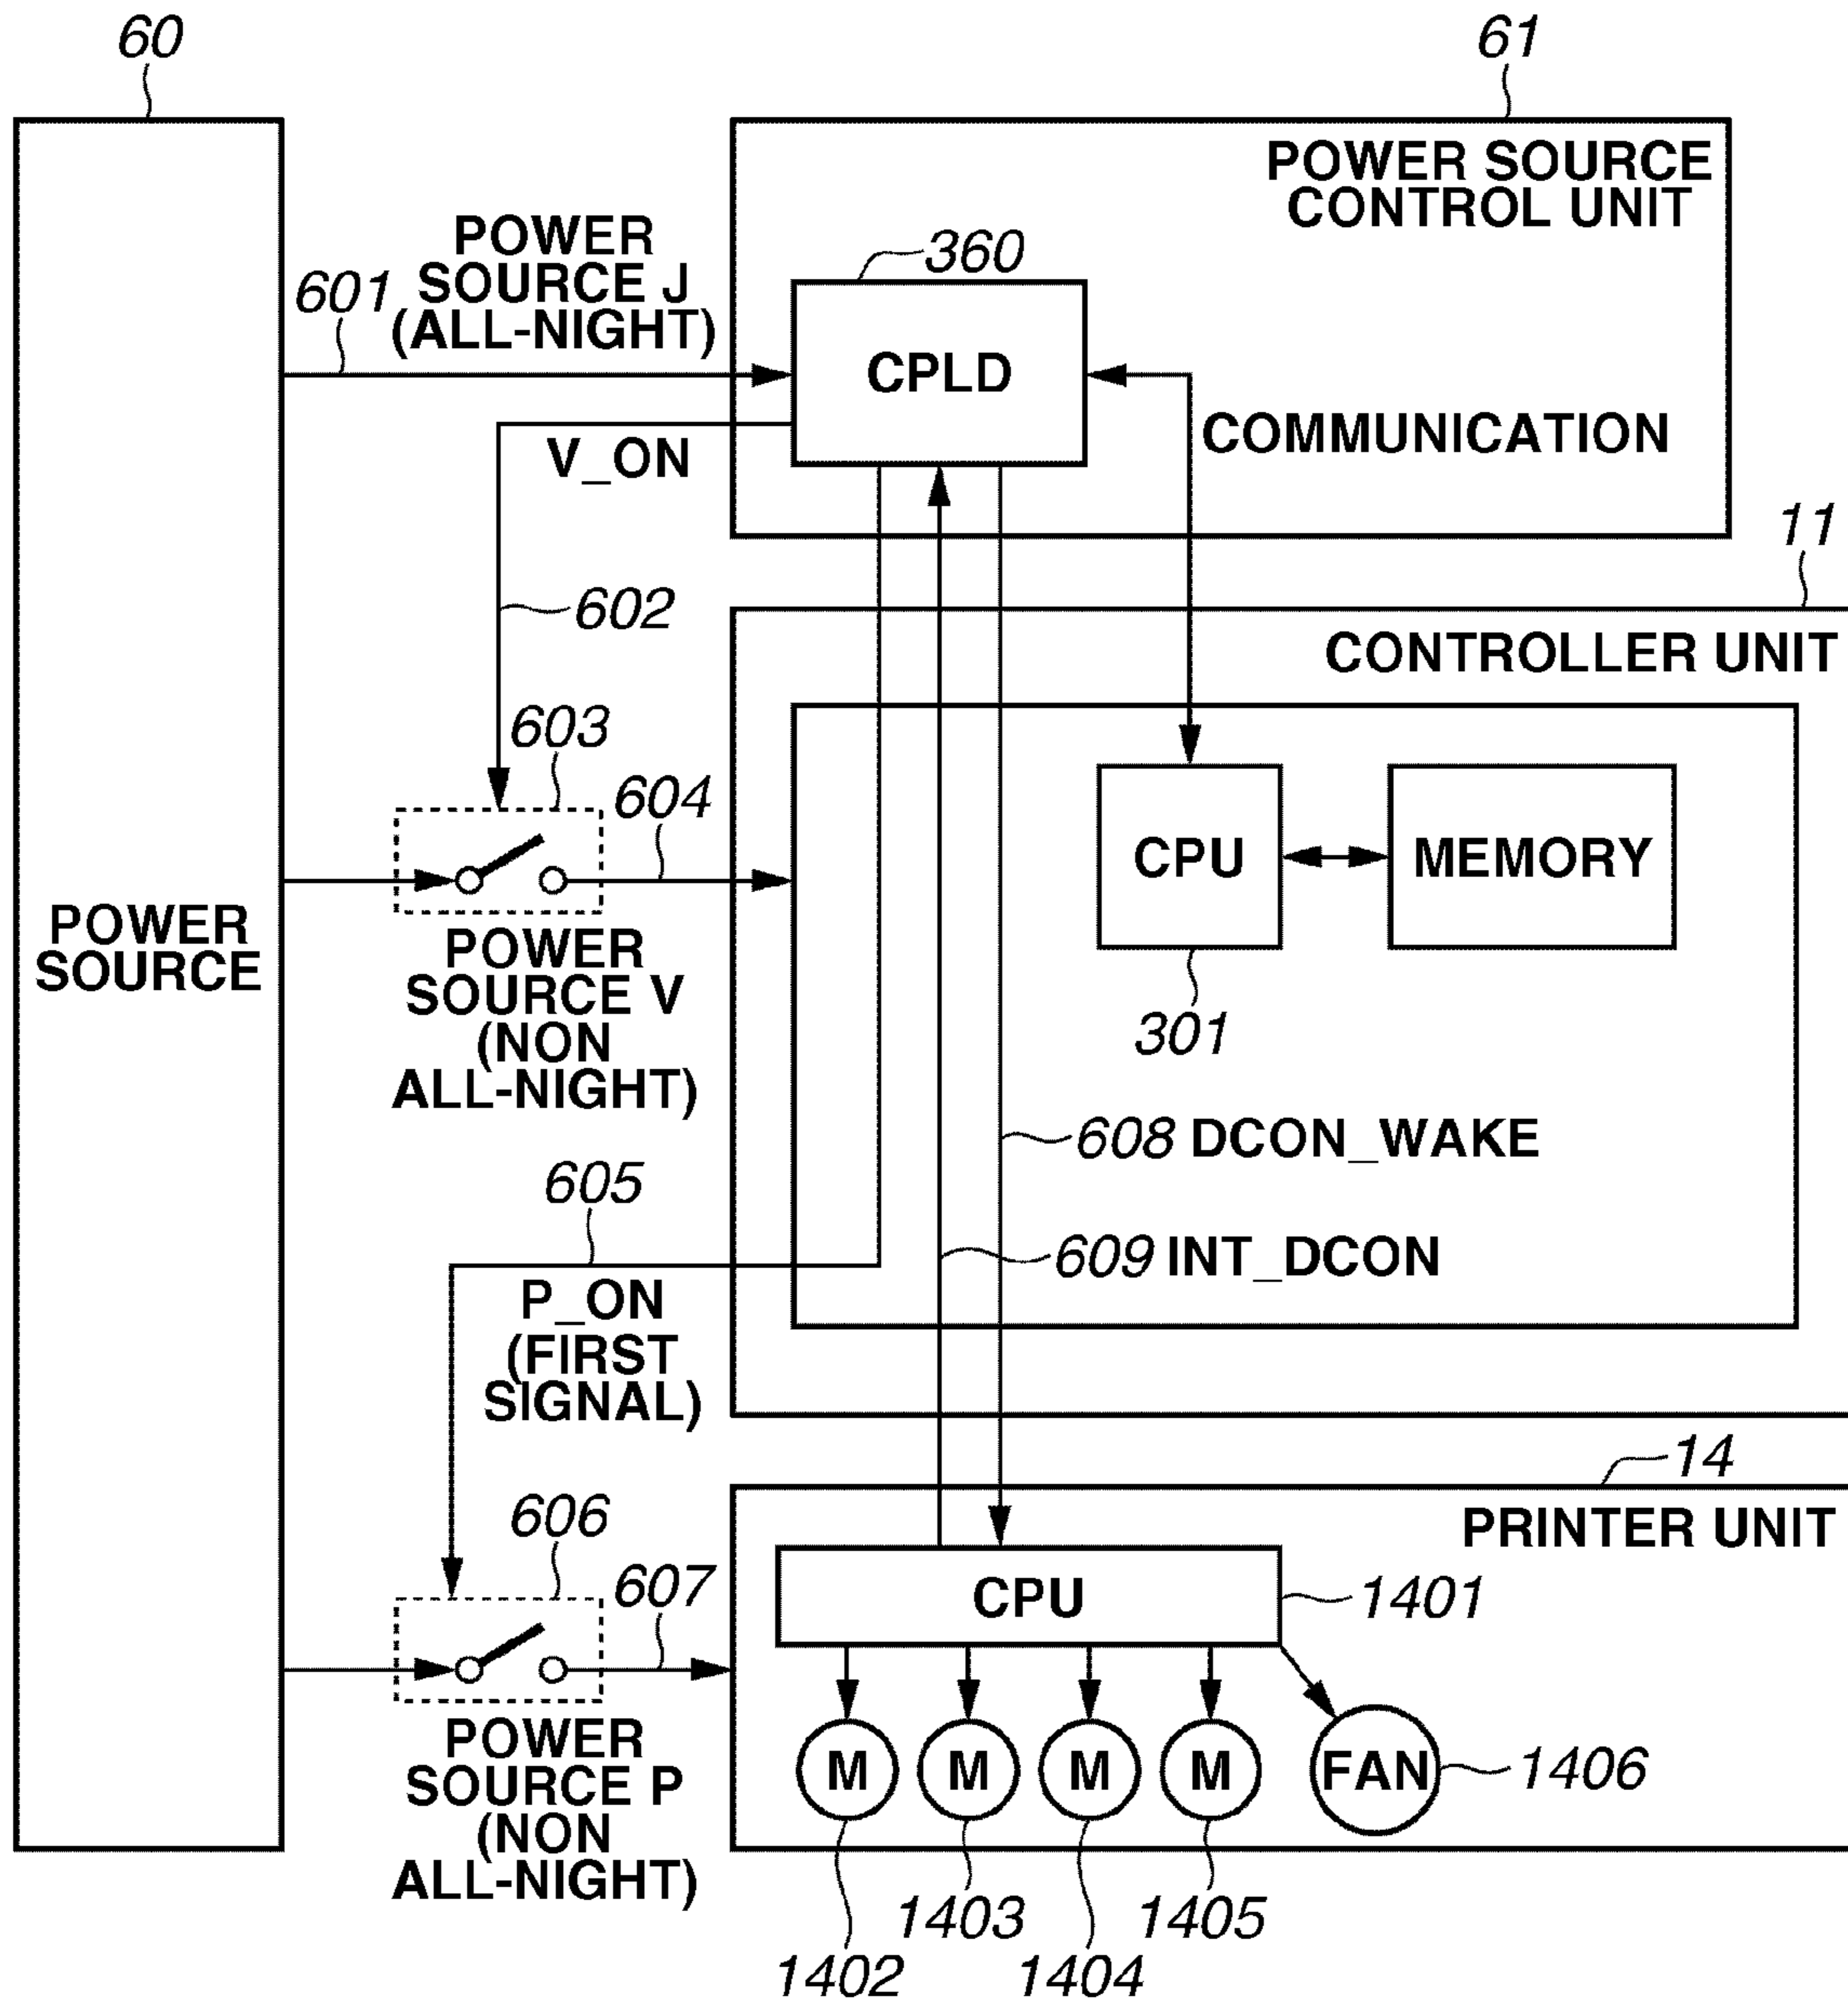 60
61
POWER SOURCE
CONTROL UNIT
POWER
SOURCE J
(ALL-NIGHT)
601
360
CPLD
COMMUNICATION
V_ON
602
11
CONTROLLER UNIT
603
604
CPU
MEMORY
301
POWER
SOURCE
POWER
SOURCE V
(NON
ALL-NIGHT)
608 DCON_WAKE
605
609 INT_DCON
P_ON
(FIRST
SIGNAL)
14
PRINTER UNIT
606
607
CPU
1401
POWER
SOURCE P
(NON
ALL-NIGHT)
M
M
M
M
FAN
1406
1402
1403
1404
1405